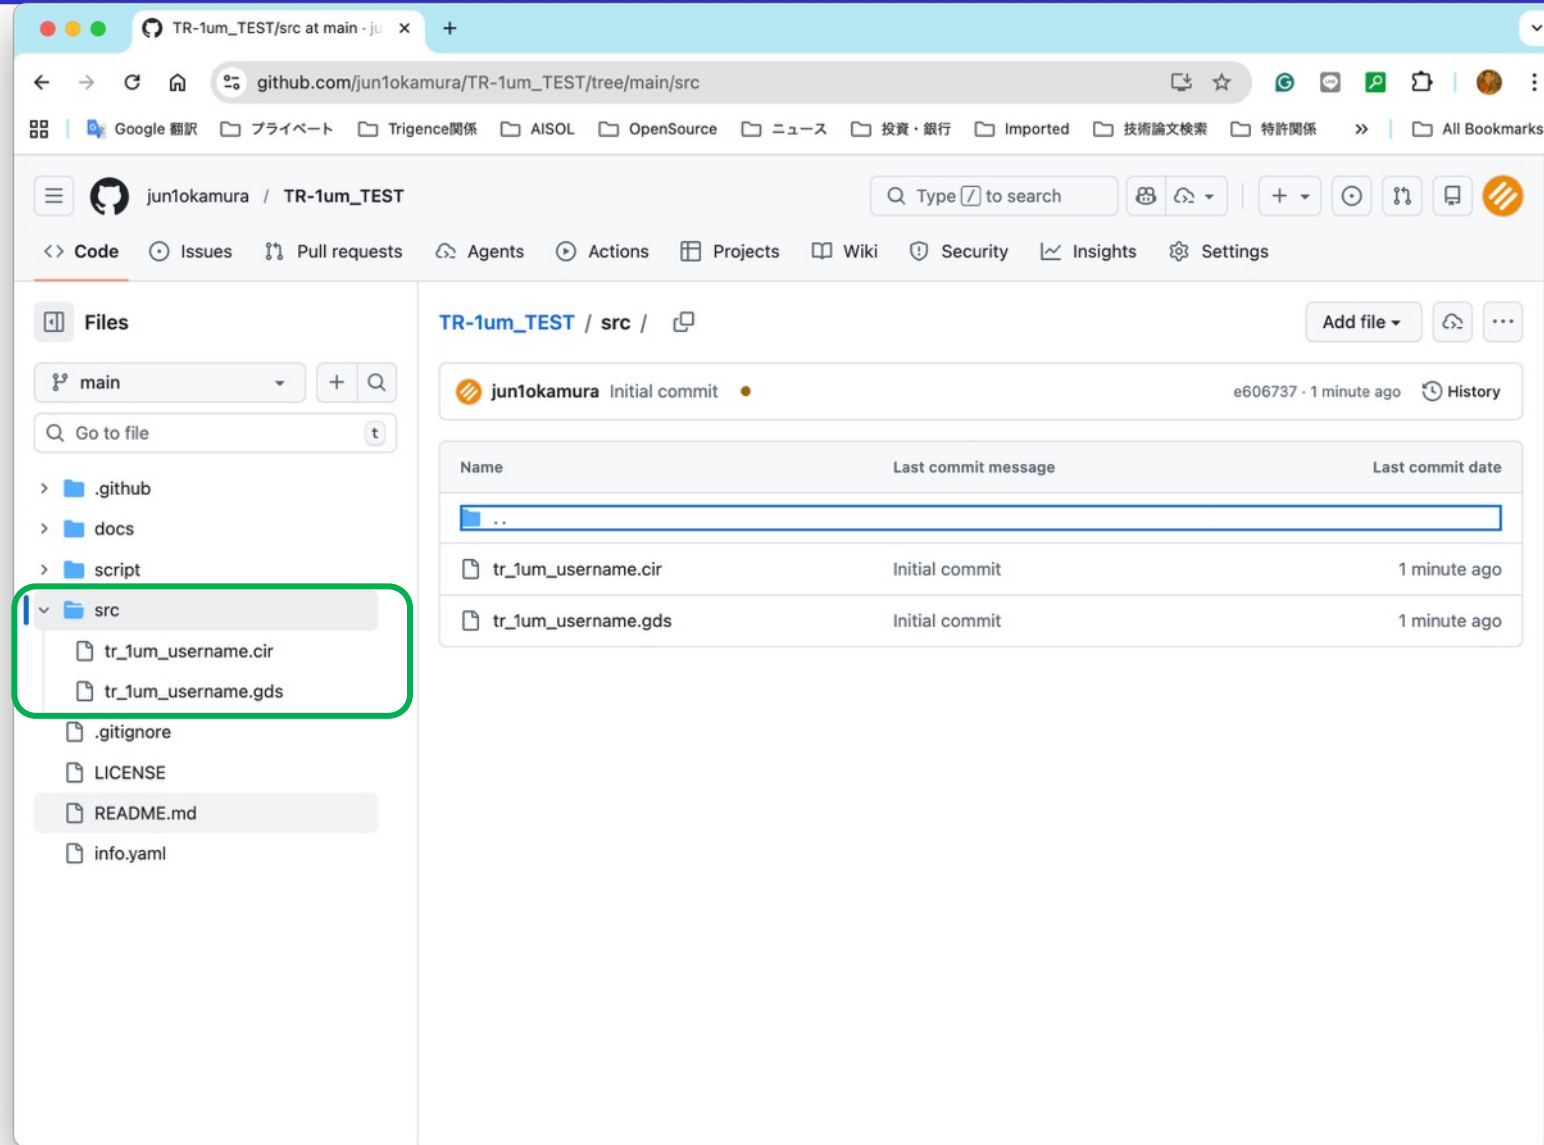 TR-1um_TEST/src at main · ju
github.com/jun1okamura/TR-1um_TEST/tree/main/src
Google 翻訳 プライベート Trigence関係 AISOL OpenSource ニュース 投資・銀行 Imported 技術論文検索 特許関係 » All Bookmarks
jun1okamura / TR-1um_TEST
Type / to search
Code Issues Pull requests Agents Actions Projects Wiki Security Insights Settings
Files
TR-1um_TEST / src /
Add file
main
jun1okamura Initial commit
e606737 · 1 minute ago
History
Go to file
t
Name Last commit message Last commit date
.github
..
docs
script
tr_1um_username.cir Initial commit 1 minute ago
src
tr_1um_username.gds Initial commit 1 minute ago
tr_1um_username.cir
tr_1um_username.gds
.gitignore
LICENSE
README.md
info.yaml